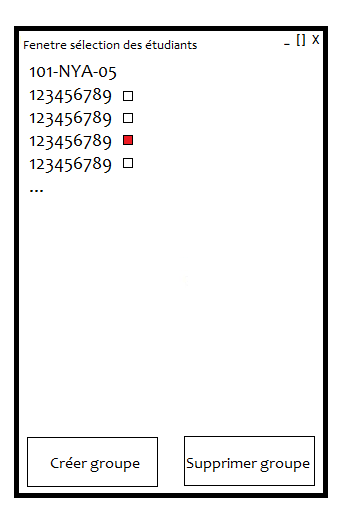 Fenetre sélection des étudiants _ [] X
101-NYA-05
123456789
123456789
123456789
123456789
...
Créer groupe Supprimer groupe